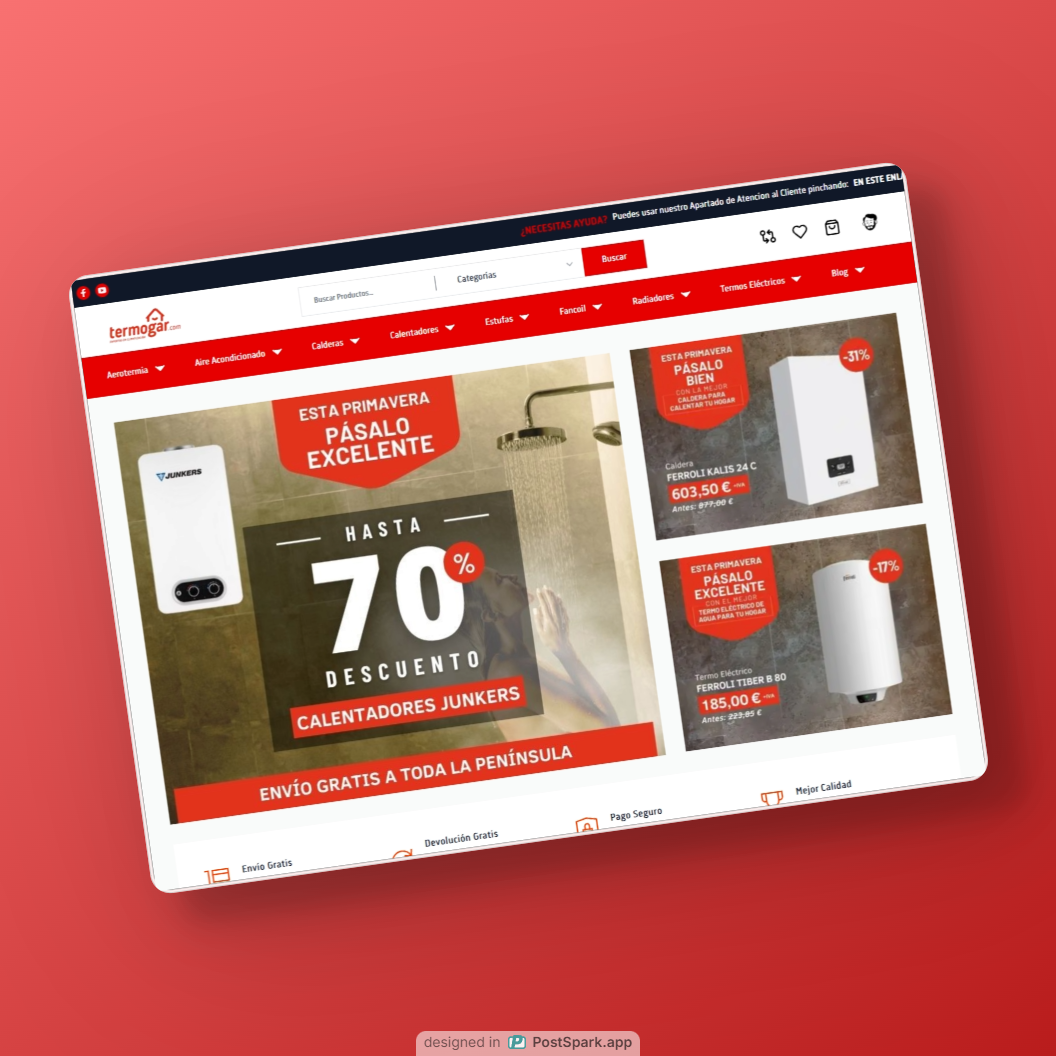 ¿NECESITAS AYUDA? Puedes usar nuestro Apartado de Atencion al Cliente pinchando: EN ESTE ENLA
termogar.com
Buscar Productos...
Categorias
Buscar
Aerotermia
Aire Acondicionado
Calderas
Calentadores
Estufas
Fancoil
Radiadores
Termos Eléctricos
Blog
JUNKERS
ESTA PRIMAVERA
PÁSALO
EXCELENTE
HASTA
70%
DESCUENTO
CALENTADORES JUNKERS
ENVÍO GRATIS A TODA LA PENÍNSULA
ESTA PRIMAVERA
PÁSALO
BIEN
CON LA MEJOR
CALDERA PARA
CALENTAR TU HOGAR
-31%
Caldera
FERROLI KALIS 24 C
603,50 € +IVA
Antes: 877,00 €
ESTA PRIMAVERA
PÁSALO
EXCELENTE
CON EL MEJOR
TERMO ELÉCTRICO DE
AGUA PARA TU HOGAR
-17%
Termo Eléctrico
FERROLI TIBER B 80
185,00 € +IVA
Antes: 223,85 €
Envio Gratis
Devolución Gratis
Pago Seguro
Mejor Calidad
designed in PostSpark.app